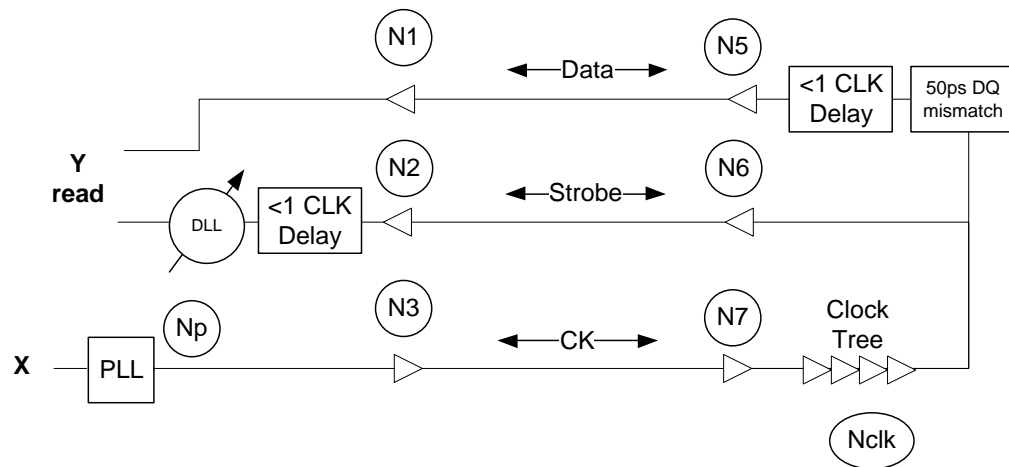 N1
N5
Data
<1 CLK
Delay
50ps DQ
mismatch
Y
read
N2
N6
Strobe
DLL
<1 CLK
Delay
Np
N3
N7
Clock
Tree
CK
X
PLL
Nclk